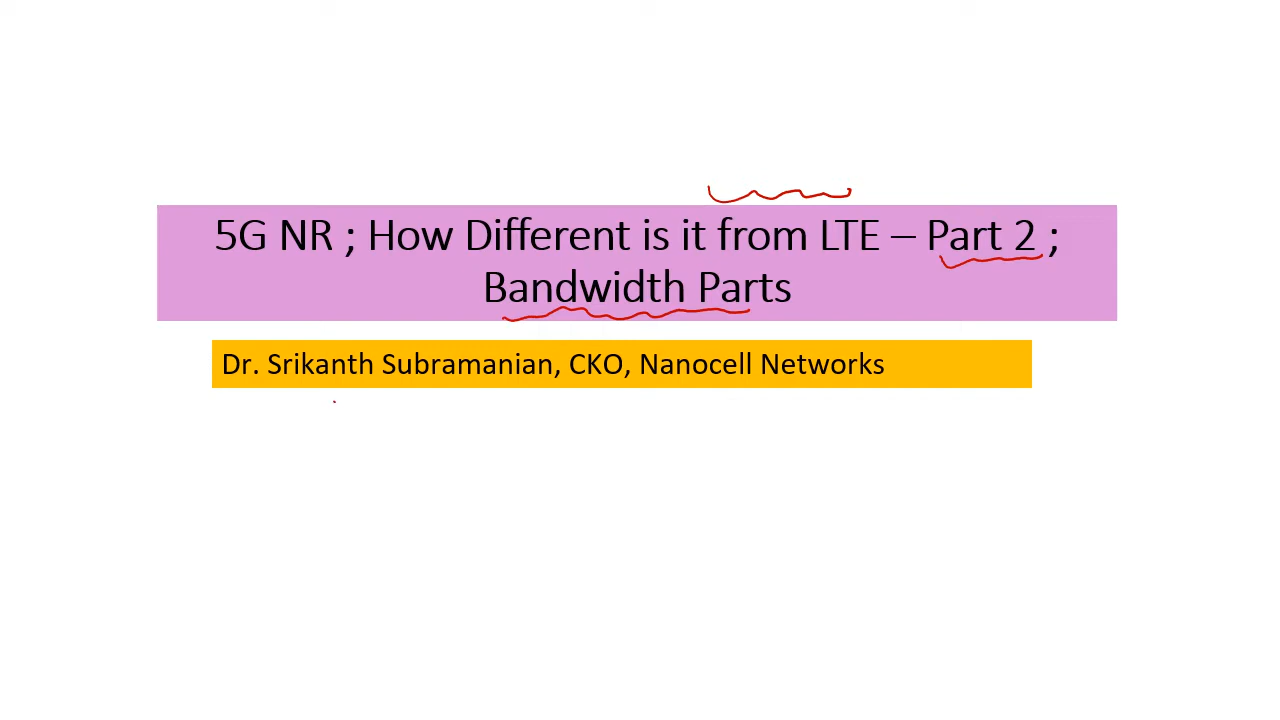 5G NR ; How Different is it from LTE – Part 2 ;
Bandwidth Parts
Dr. Srikanth Subramanian, CKO, Nanocell Networks